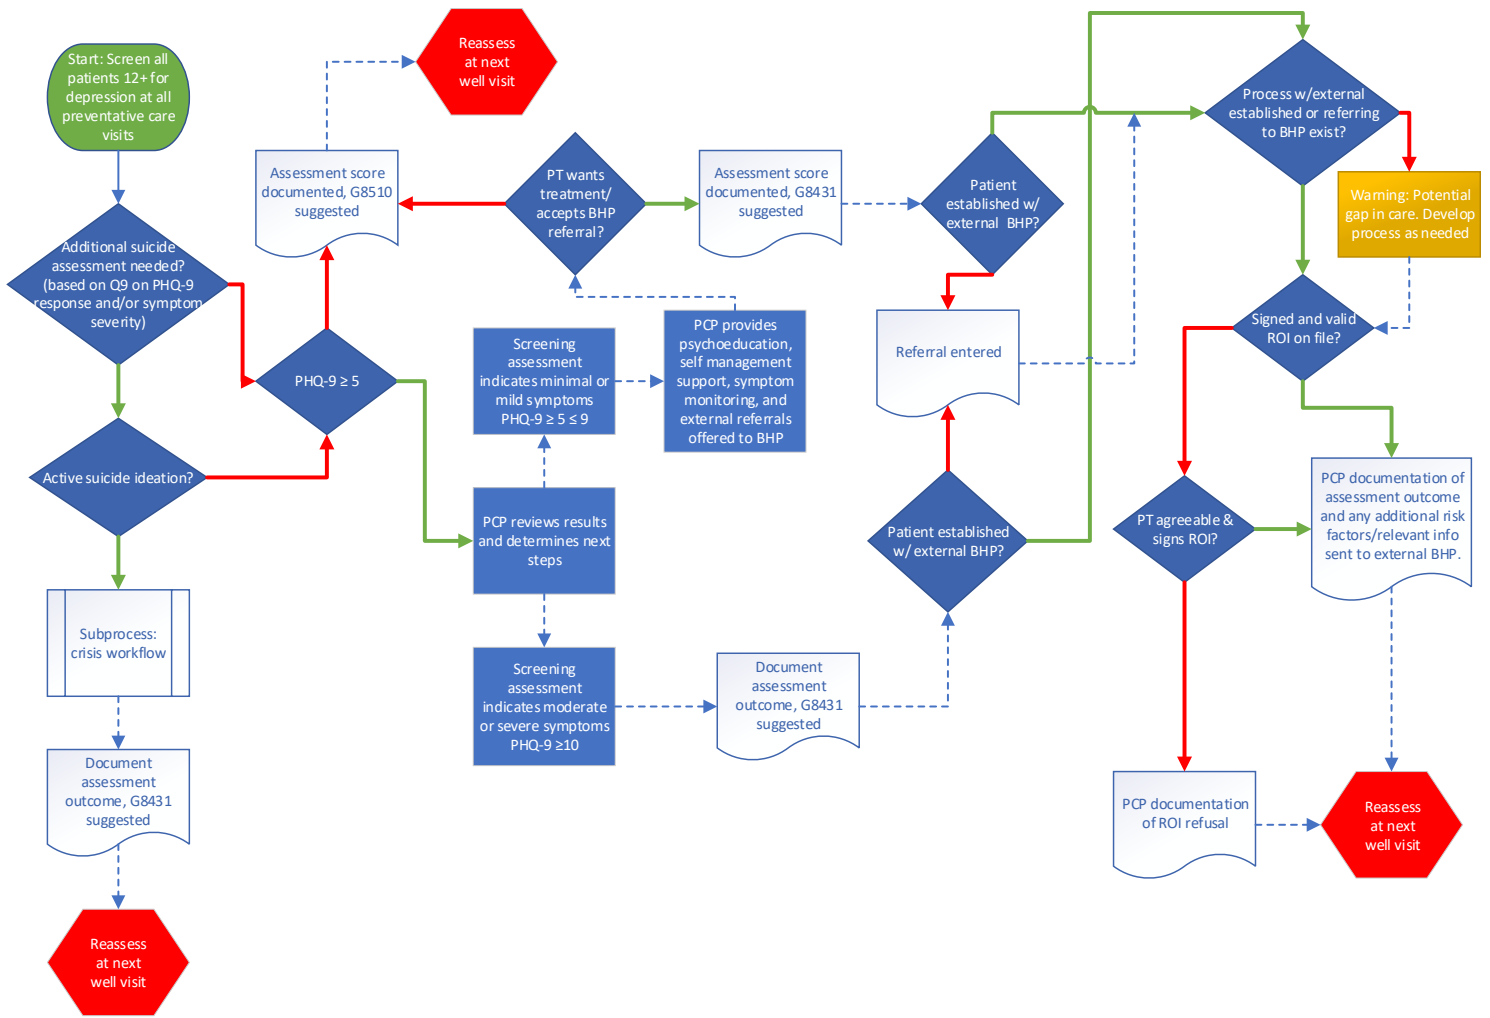 Start: Screen all
patients 12+ for
depression at all
preventative care
visits
Additional suicide
assessment needed?
(based on Q9 on PHQ-9
response and/or symptom
severity)
Active suicide ideation?
Subprocess:
crisis workflow
Document
assessment
outcome, G8431
suggested
Reassess
at next
well visit
PHQ-9 ≥ 5
Assessment score
documented, G8510
suggested
Reassess
at next
well visit
PCP reviews results
and determines next
steps
Screening
assessment
indicates minimal or
mild symptoms
PHQ-9 ≥ 5 ≤ 9
PCP provides
psychoeducation,
self management
support, symptom
monitoring, and
external referrals
offered to BHP
PT wants
treatment/
accepts BHP
referral?
Assessment score
documented, G8431
suggested
Patient
established w/
external BHP?
Referral entered
Screening
assessment
indicates moderate
or severe symptoms
PHQ-9 ≥10
Document
assessment
outcome, G8431
suggested
Patient established
w/ external BHP?
Process w/external
established or referring
to BHP exist?
Warning: Potential
gap in care. Develop
process as needed
Signed and valid
ROI on file?
PT agreeable &
signs ROI?
PCP documentation of
assessment outcome
and any additional risk
factors/relevant info
sent to external BHP.
PCP documentation
of ROI refusal
Reassess
at next
well visit